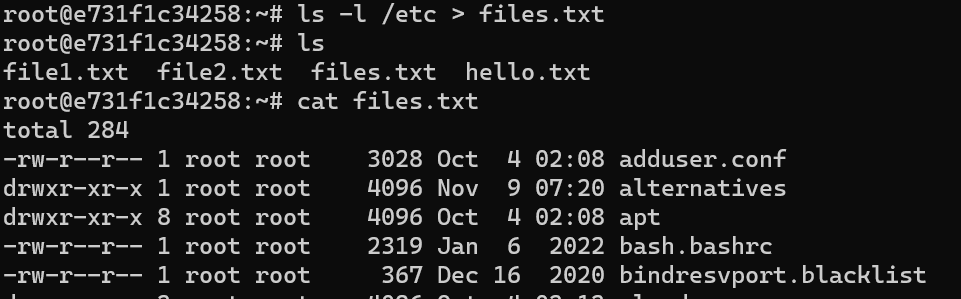 root@e731f1c34258:~# ls -l /etc > files.txt
root@e731f1c34258:~# ls
file1.txt  file2.txt  files.txt  hello.txt
root@e731f1c34258:~# cat files.txt
total 284
-rw-r--r-- 1 root root    3028 Oct  4 02:08 adduser.conf
drwxr-xr-x 1 root root    4096 Nov  9 07:20 alternatives
drwxr-xr-x 8 root root    4096 Oct  4 02:08 apt
-rw-r--r-- 1 root root    2319 Jan  6  2022 bash.bashrc
-rw-r--r-- 1 root root     367 Dec 16  2020 bindresvport.blacklist